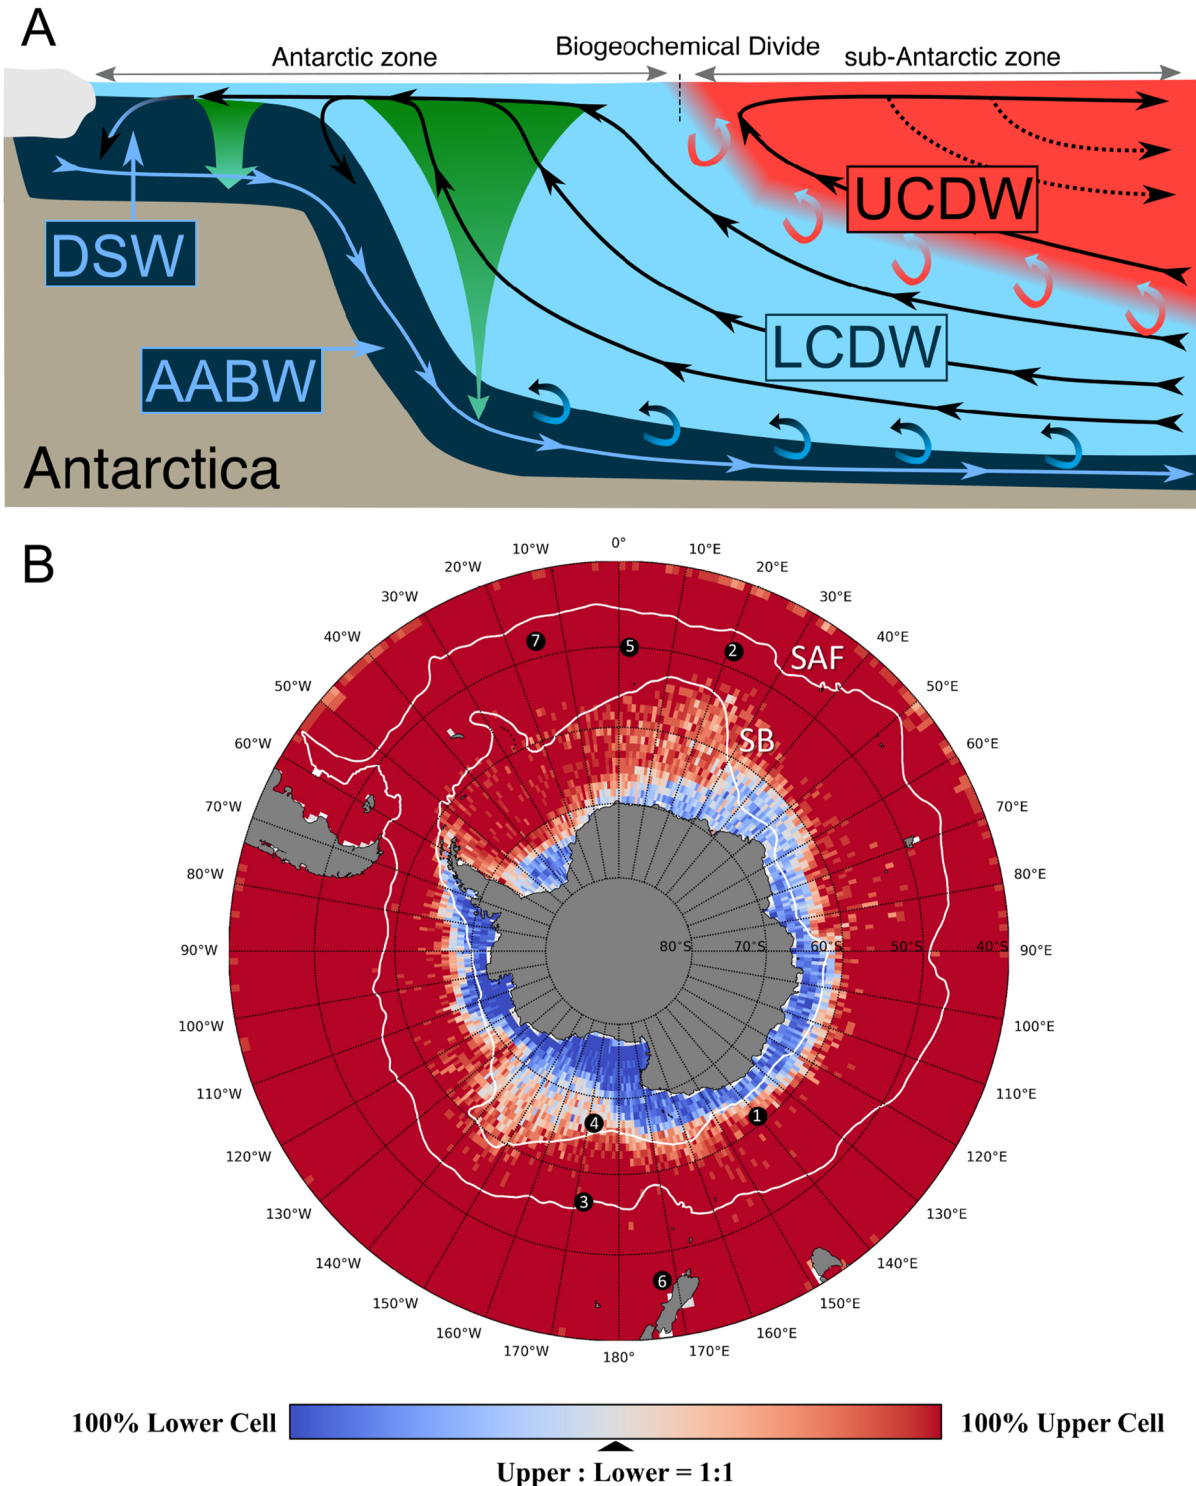 A
Antarctic zone
Biogeochemical Divide
sub-Antarctic zone
UCDW
DSW
LCDW
AABW
Antarctica
B
0°
10°W
10°E
20°W
20°E
30°W
30°E
40°W
40°E
50°W
50°E
60°W
60°E
70°W
70°E
80°W
80°E
90°W
90°E
100°W
100°E
110°W
110°E
120°W
120°E
130°W
130°E
140°W
140°E
150°W
150°E
160°W
160°E
170°W
180°
170°E
7
5
2
SAF
SB
80°S
70°S
60°S
50°S
40°S
1
4
3
6
100% Lower Cell
100% Upper Cell
Upper : Lower = 1:1